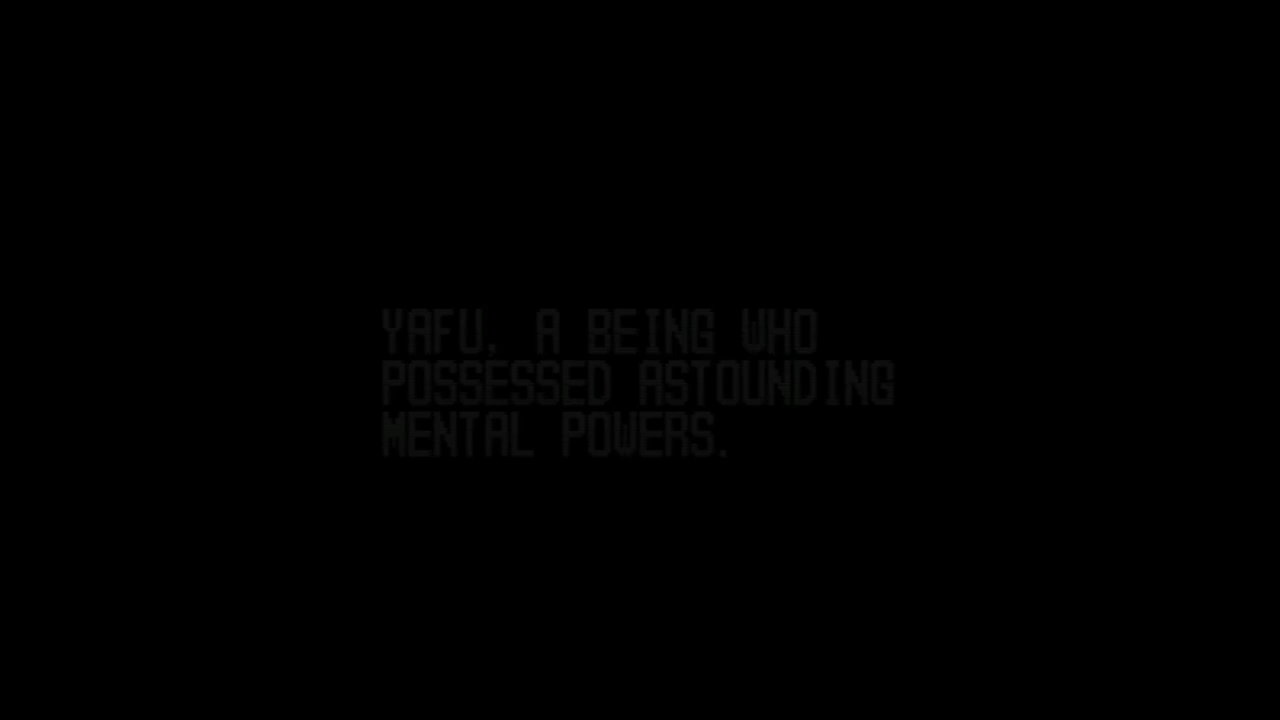 YAFU, A BEING WHO
POSSESSED ASTOUNDING
MENTAL POWERS.